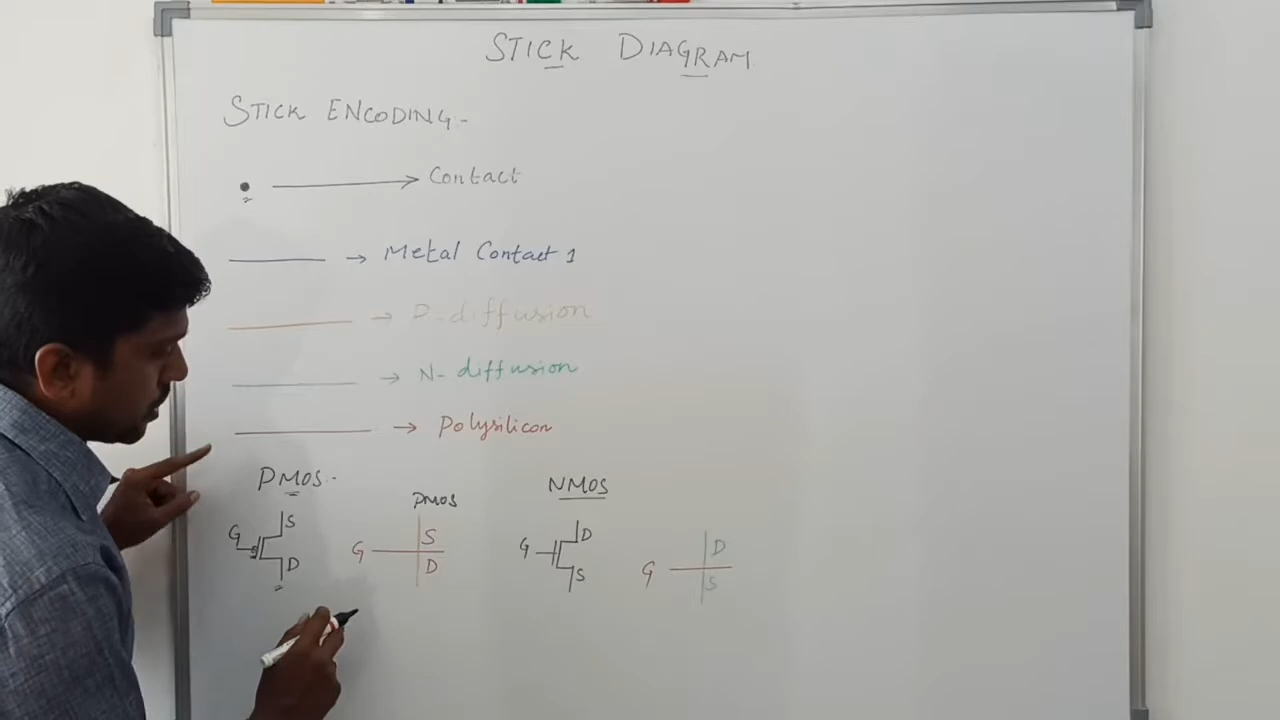 STICK DIAGRAM
STICK ENCODING-
Contact
Metal Contact 1
P-diffusion
N-diffusion
Polysilicon
PMOS
G S
D
PMOS
G S
D
NMOS
G D
S
G D
S